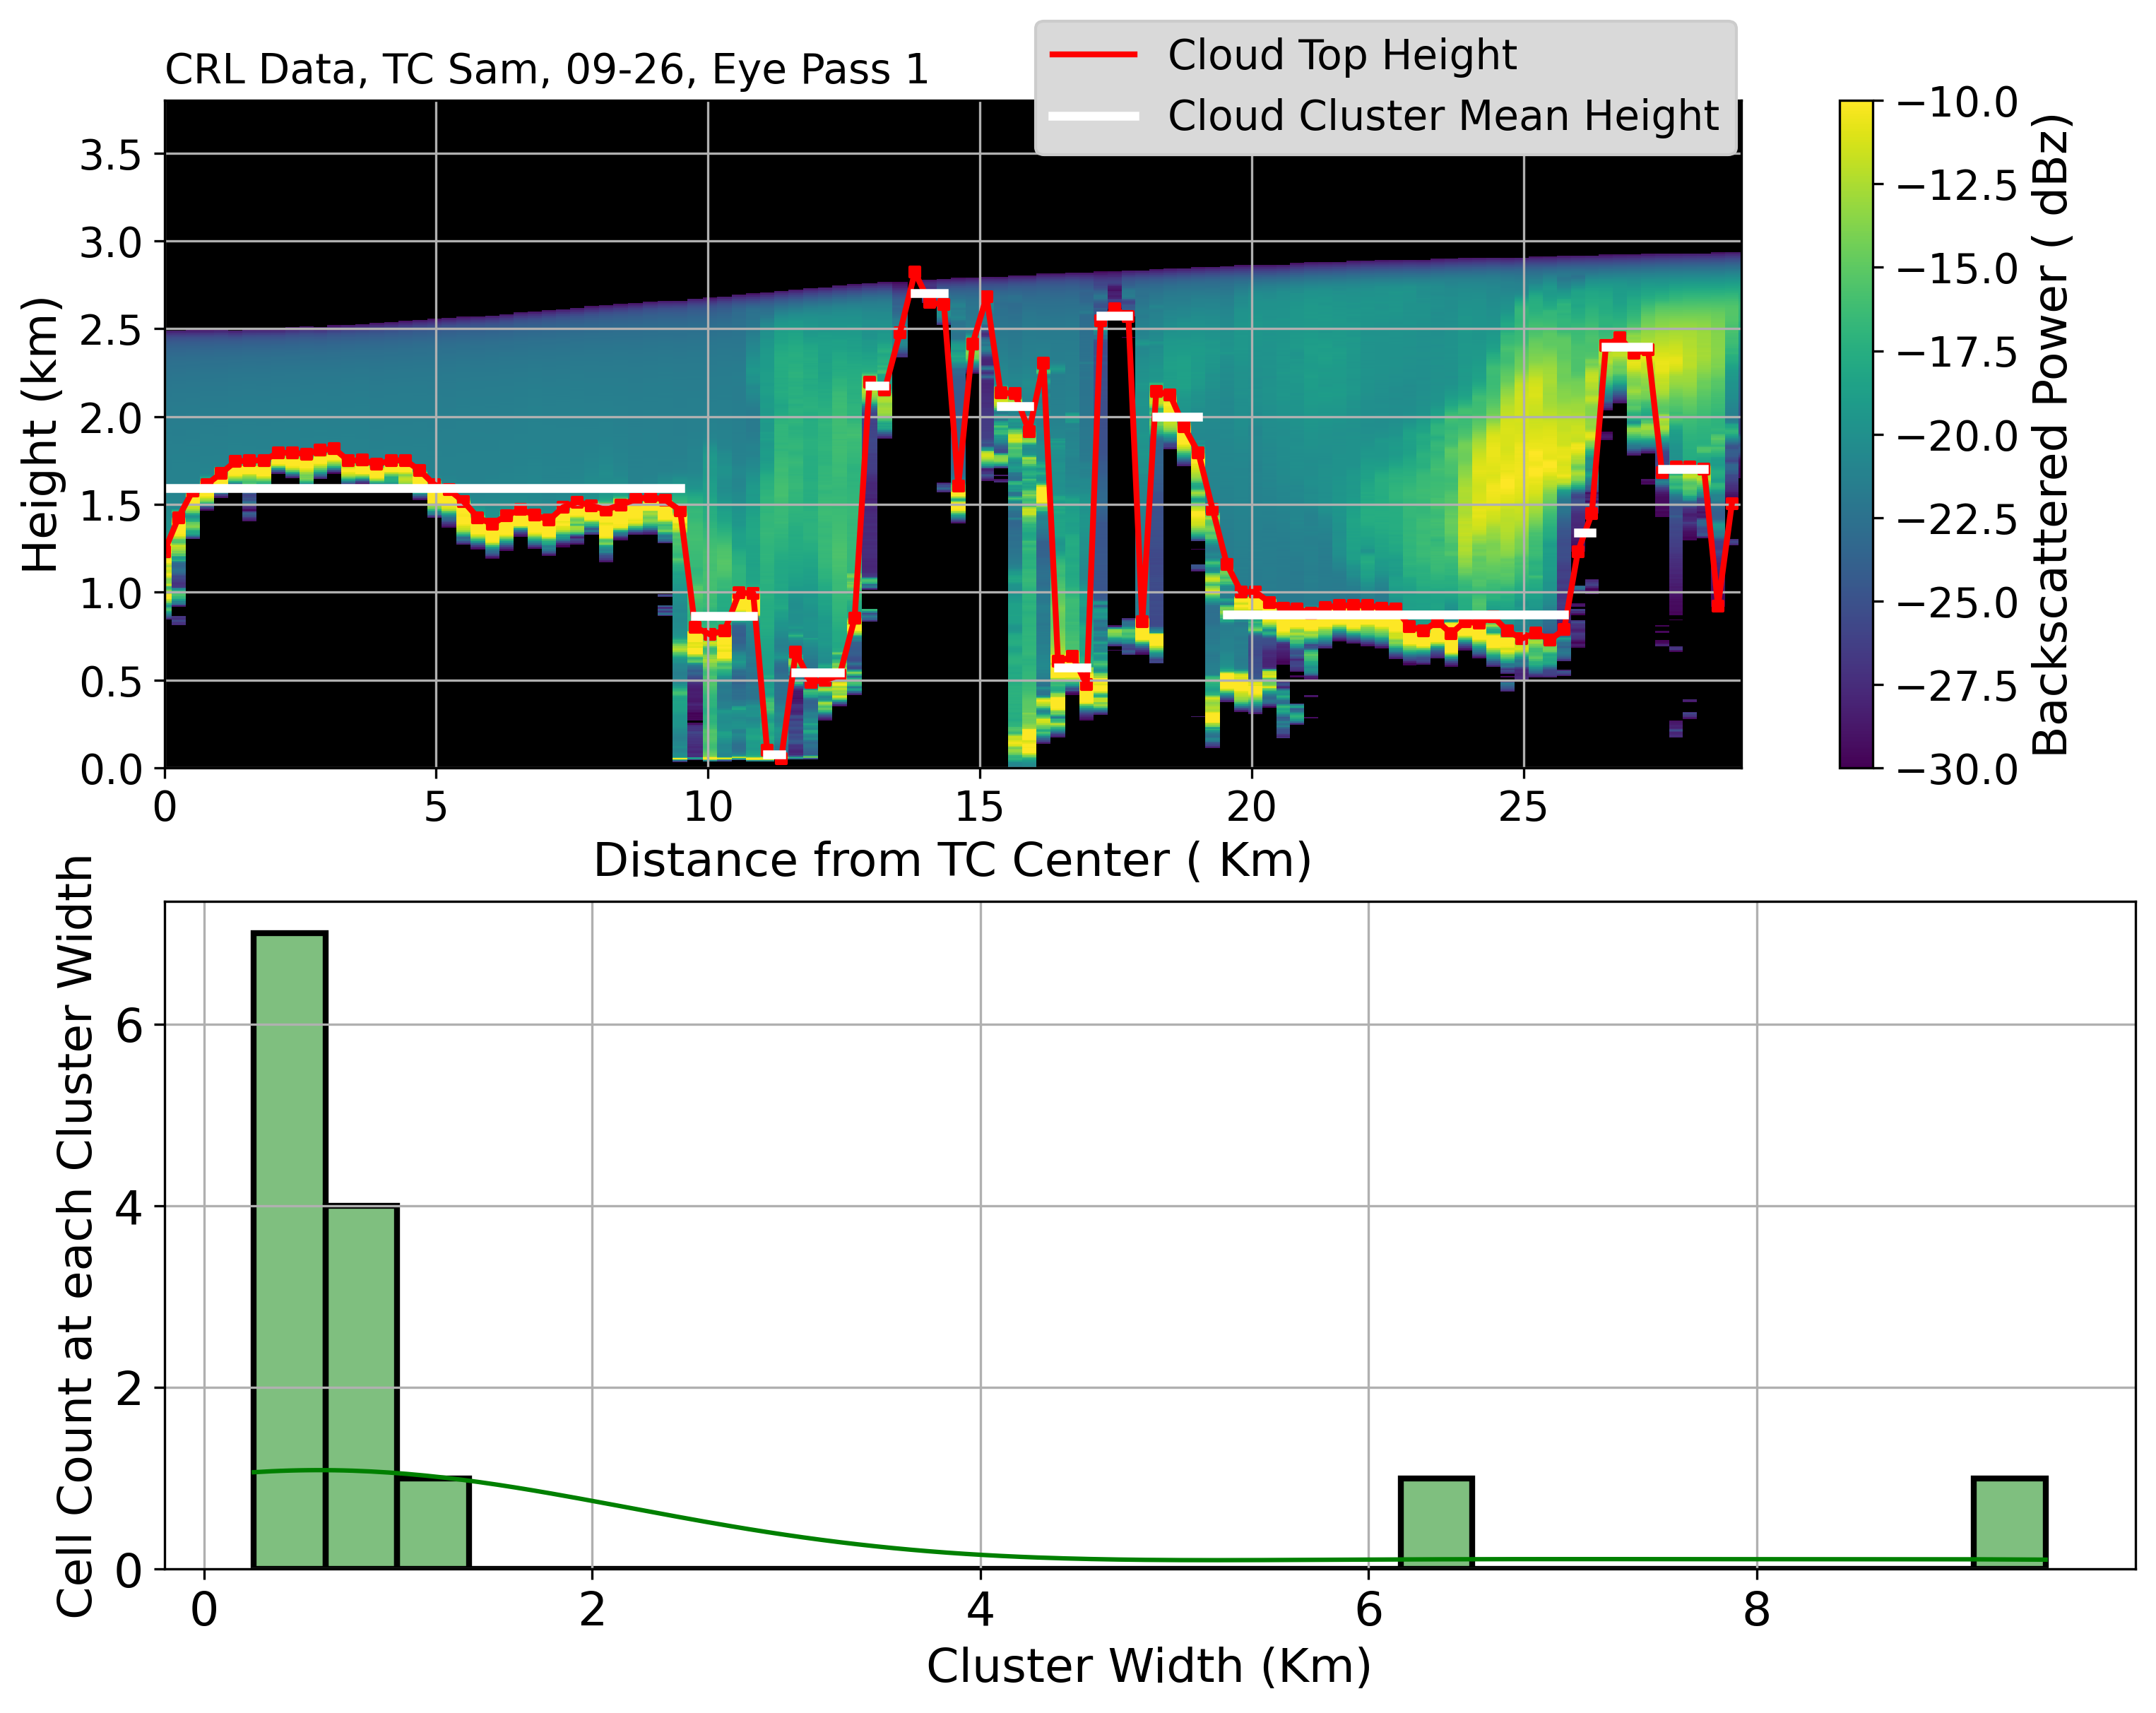 CRL Data, TC Sam, 09-26, Eye Pass 1
Cloud Top Height
Cloud Cluster Mean Height
Height (km)
3.5
3.0
2.5
2.0
1.5
1.0
0.5
0.0
0 5 10 15 20 25
Distance from TC Center ( Km)
−10.0
−12.5
−15.0
−17.5
−20.0
−22.5
−25.0
−27.5
−30.0
Backscattered Power ( dBz)
Cell Count at each Cluster Width
6
4
2
0
0 2 4 6 8
Cluster Width (Km)